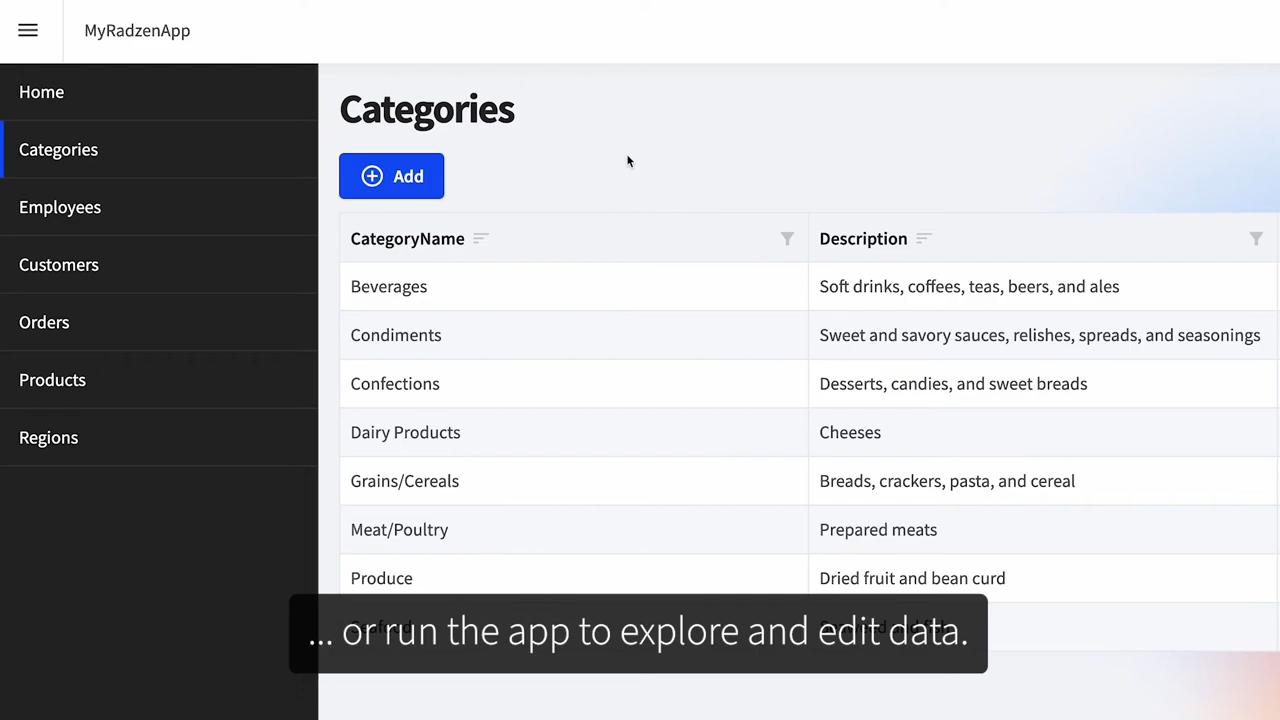 MyRadzenApp
Home
Categories
Employees
Customers
Orders
Products
Regions
Categories
Add
CategoryName Description
Beverages Soft drinks, coffees, teas, beers, and ales
Condiments Sweet and savory sauces, relishes, spreads, and seasonings
Confections Desserts, candies, and sweet breads
Dairy Products Cheeses
Grains/Cereals Breads, crackers, pasta, and cereal
Meat/Poultry Prepared meats
Produce Dried fruit and bean curd
... or run the app to explore and edit data.